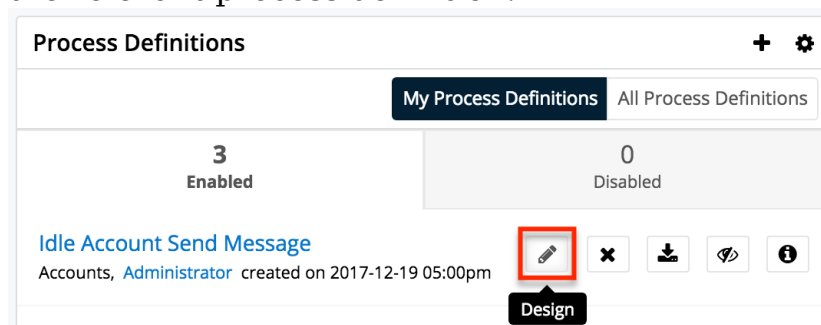 Process Definitions
My Process Definitions All Process Definitions
3 0
Enabled Disabled
Idle Account Send Message
Accounts, Administrator created on 2017-12-19 05:00pm
Design